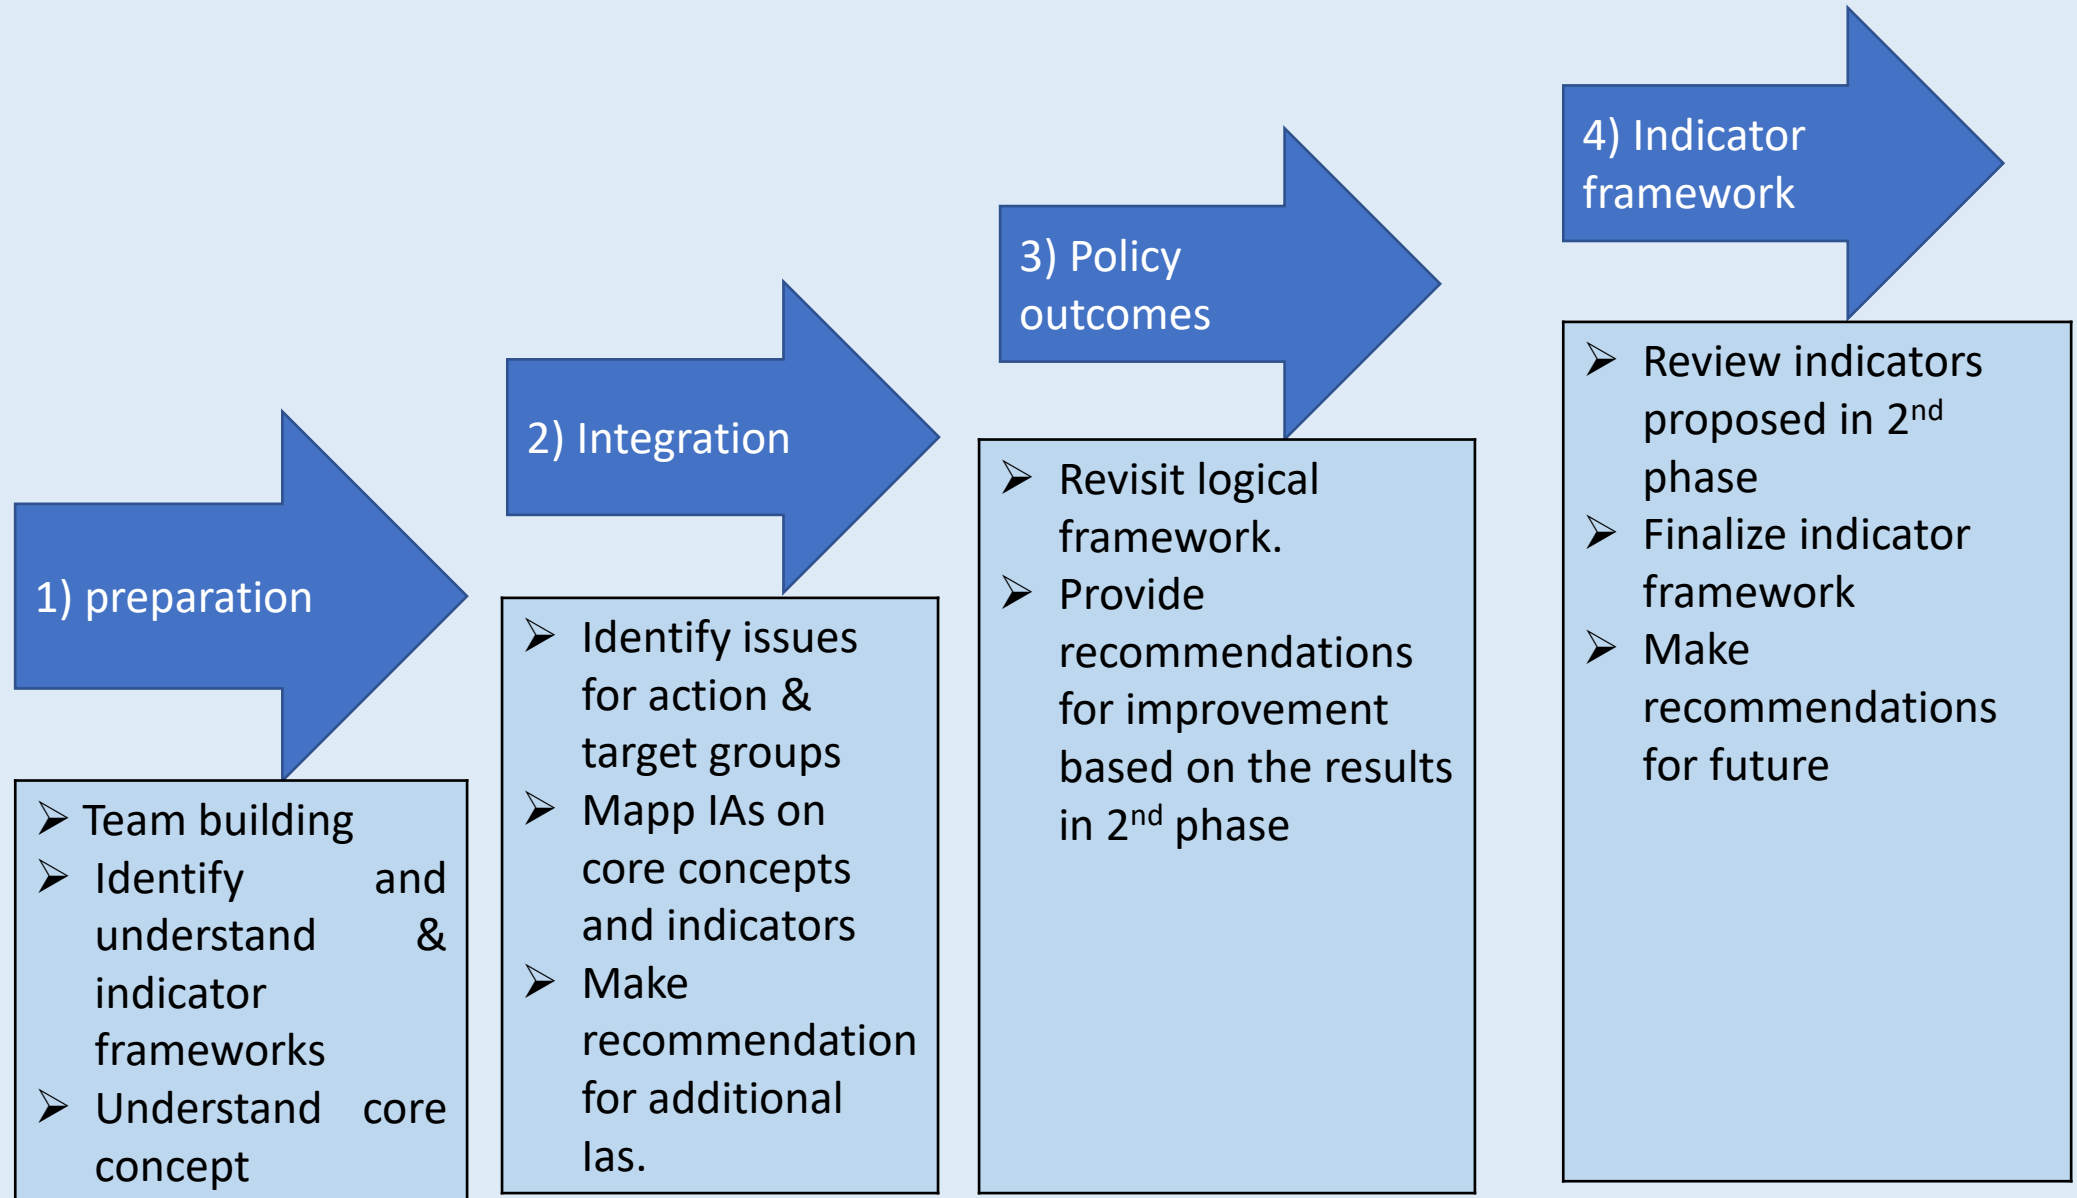 1) preparation
➢ Team building
➢ Identify and
understand &
indicator
frameworks
➢ Understand core
concept
2) Integration
➢ Identify issues
for action &
target groups
➢ Mapp IAs on
core concepts
and indicators
➢ Make
recommendation
for additional
Ias.
3) Policy
outcomes
➢ Revisit logical
framework.
➢ Provide
recommendations
for improvement
based on the results
in 2nd phase
4) Indicator
framework
➢ Review indicators
proposed in 2nd
phase
➢ Finalize indicator
framework
➢ Make
recommendations
for future